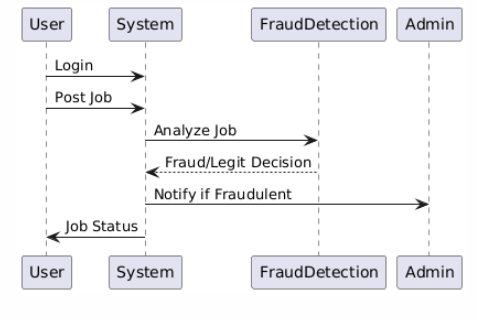 User System FraudDetection Admin
Login
Post Job
Analyze Job
Fraud/Legit Decision
Notify if Fraudulent
Job Status
User System FraudDetection Admin